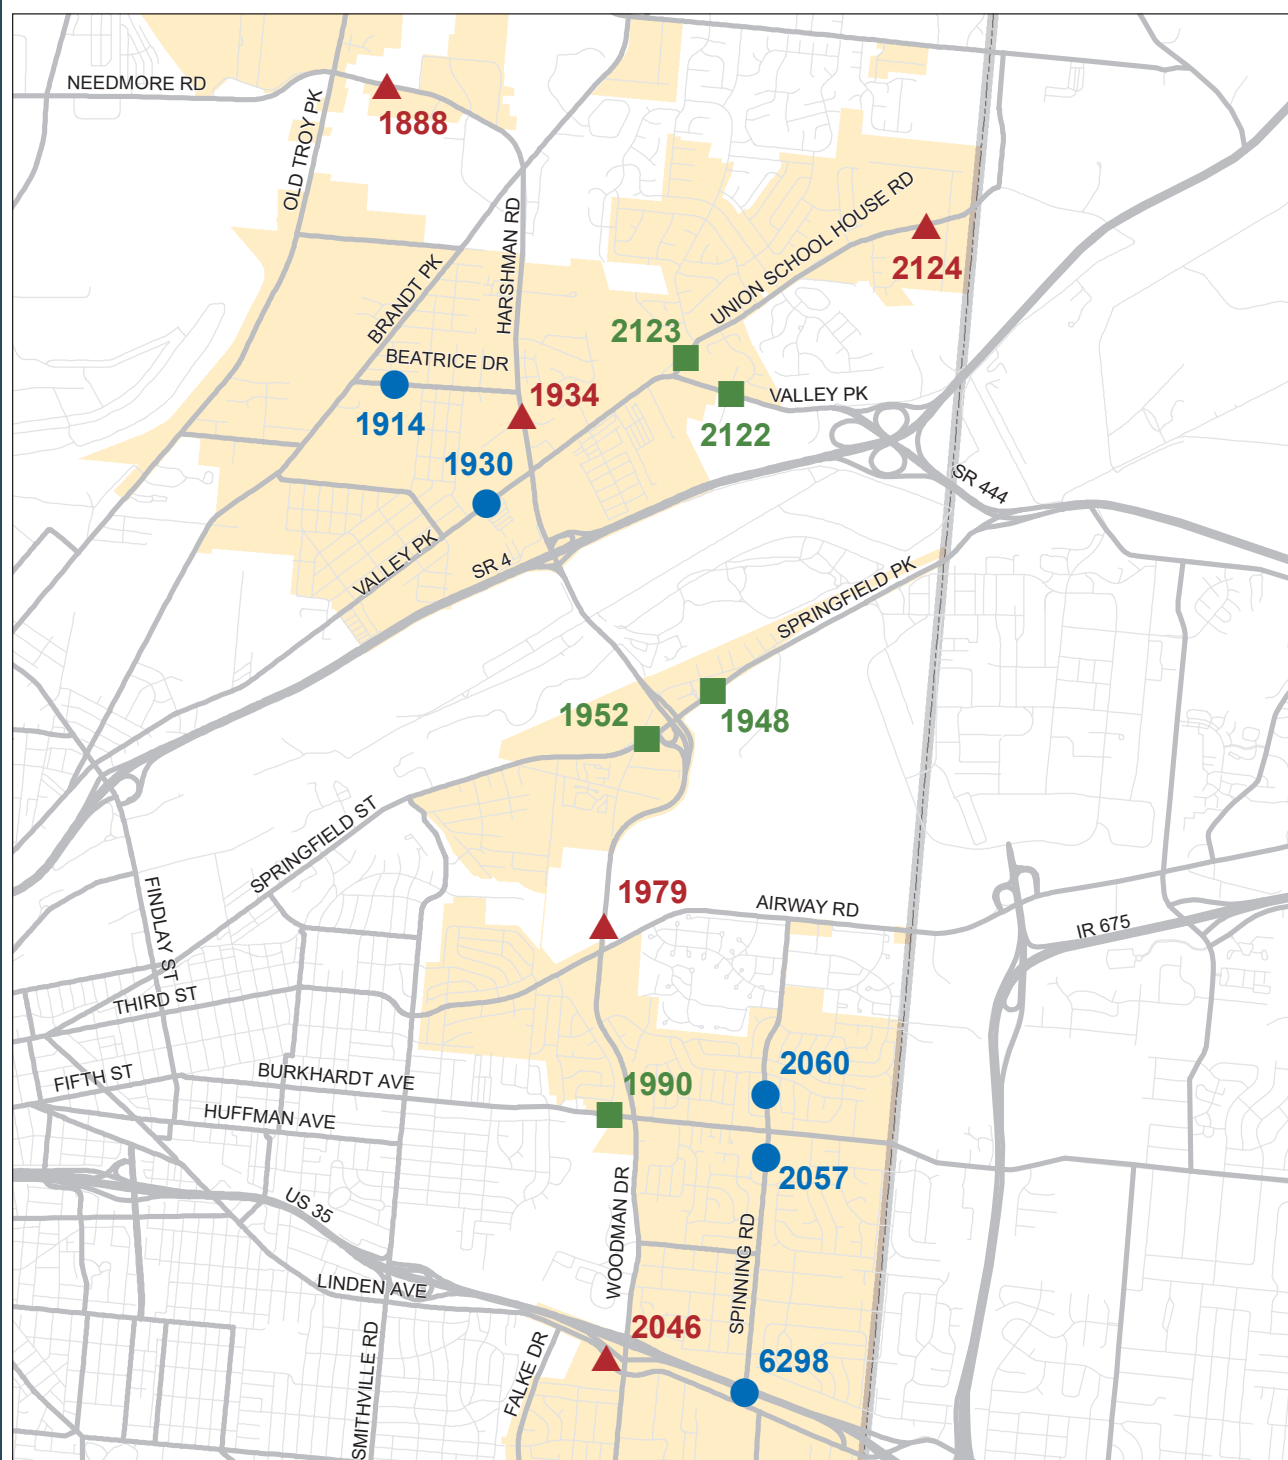 NEEDMORE RD
1888
OLD TROY PK
HARSHMAN RD
UNION SCHOOL HOUSE RD
2124
BRANDT PK
2123
BEATRICE DR
1934
VALLEY PK
1914
2122
1930
SR 444
VALLEY PK
SR 4
SPRINGFIELD PK
1952
1948
SPRINGFIELD ST
1979
AIRWAY RD
FINDLAY ST
IR 675
THIRD ST
2060
FIFTH ST
BURKHARDT AVE
1990
HUFFMAN AVE
2057
US 35
WOODMAN DR
SPINNING RD
LINDEN AVE
2046
SMITHVILLE RD
FALKE DR
6298